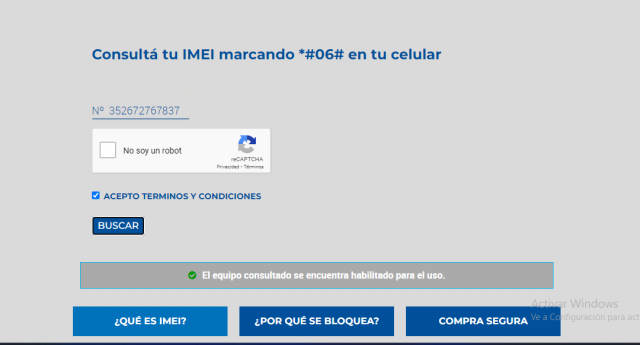 Consultá tu IMEI marcando *#06# en tu celular
Nº 352672767837
No soy un robot
reCAPTCHA
Privacidad - Términos
ACEPTO TERMINOS Y CONDICIONES
BUSCAR
El equipo consultado se encuentra habilitado para el uso.
Activar Windows
Ve a Configuración para act
¿QUÉ ES IMEI?
¿POR QUÉ SE BLOQUEA?
COMPRA SEGURA